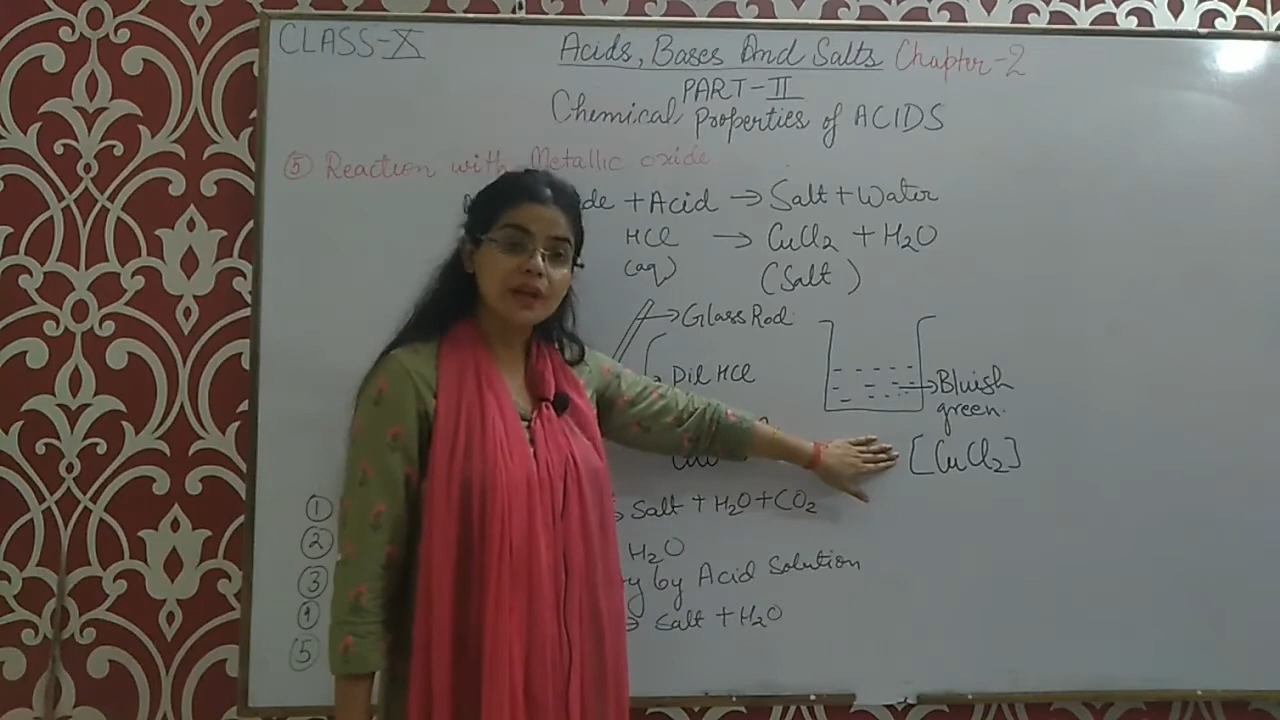 CLASS-X
Acids, Bases And Salts Chapter-2
PART-II
Chemical Properties of ACIDS
⑤ Reaction with Metallic oxide
+ Acid → Salt + Water
HCl → CuCl2 + H2O
(aq) (Salt)
→ Glass Rod
Dil HCl
→ Bluish
green.
[CuCl2]
① Salt + H2O + CO2
② H2O
③ by Acid Solution
④ → Salt + H2O
⑤